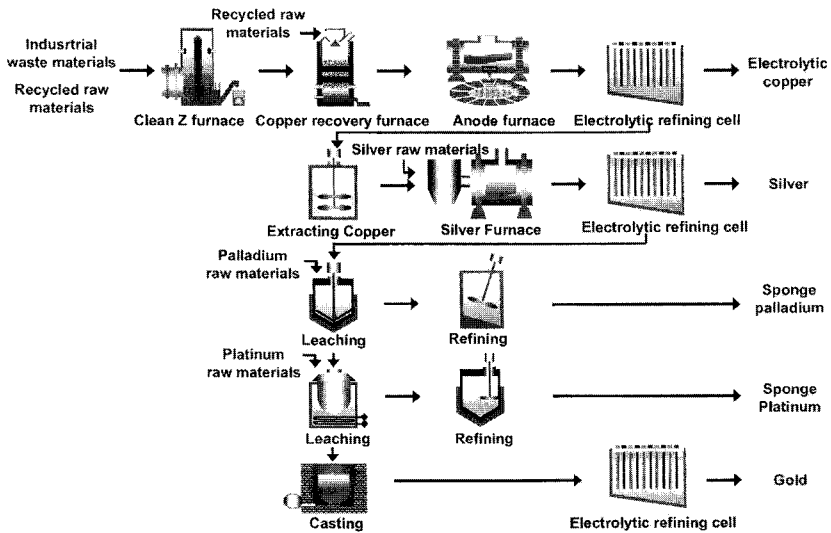 Recycled raw
materials
Indusrtrial
waste materials
Recycled raw
materials
Electrolytic
copper
Clean Z furnace
Copper recovery furnace
Anode furnace
Electrolytic refining cell
Silver raw materials
Silver
Extracting Copper
Silver Furnace
Electrolytic refining cell
Palladium
raw materials
Sponge
palladium
Leaching
Refining
Platinum
raw materials
Sponge
Platinum
Leaching
Refining
Gold
Casting
Electrolytic refining cell